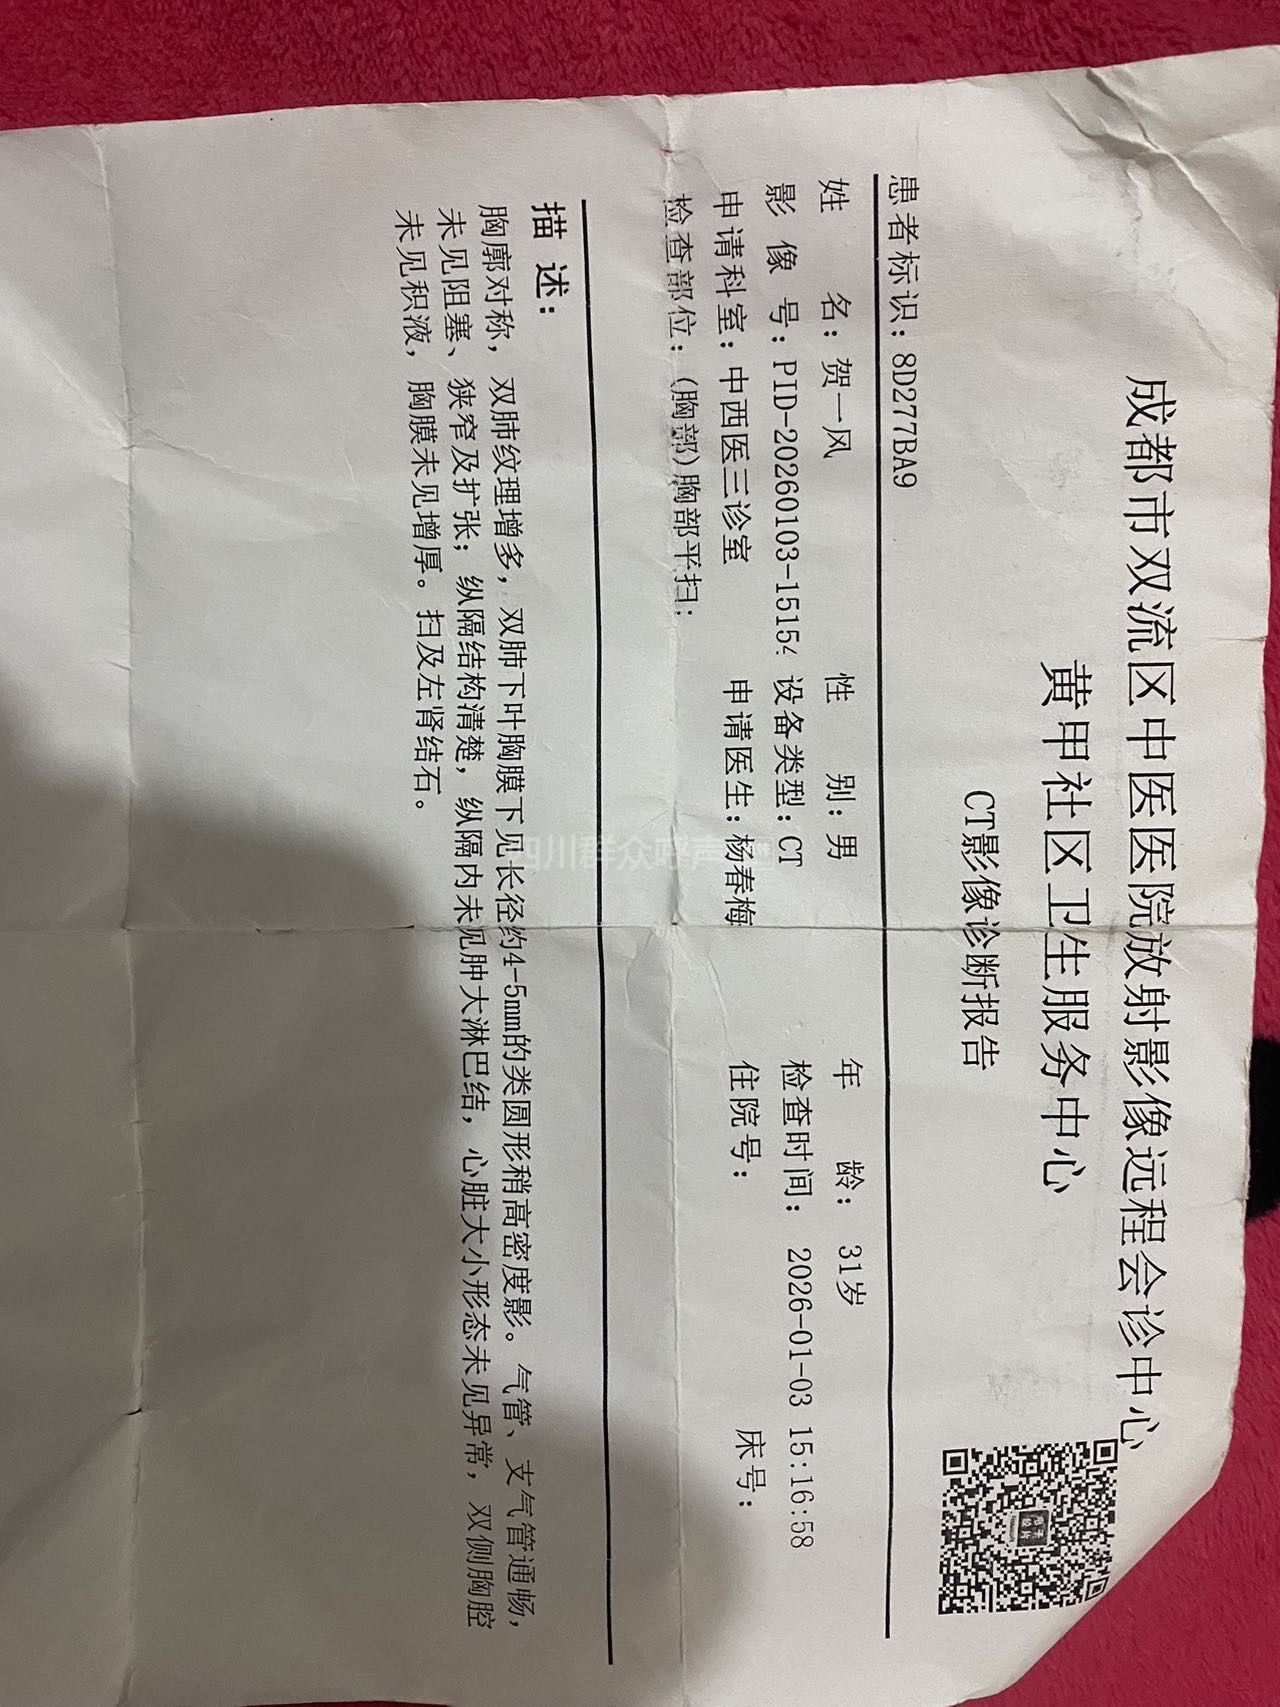 成都市双流区中医医院放射影像远程会诊中心
黄甲社区卫生服务中心
CT影像诊断报告
患者标识：8D277BA9
姓 名：贺一风 性 别：男 年 龄： 31岁
影 像 号：PID-20260103-15154 设备类型：CT 检查时间： 2026-01-03 15:16:58
申请科室：中西医三诊室 申请医生：杨春梅 住院号： 床号：
检查部位：(胸部)胸部平扫：
描 述：
胸廓对称，双肺纹理增多，双肺下叶胸膜下见长径约4-5mm的类圆形稍高密度影。气管、支气管通畅，
未见阻塞、狭窄及扩张；纵隔结构清楚，纵隔内未见肿大淋巴结，心脏大小形态未见异常，双侧胸腔
未见积液，胸膜未见增厚。扫及左肾结石。
四川群众呼声